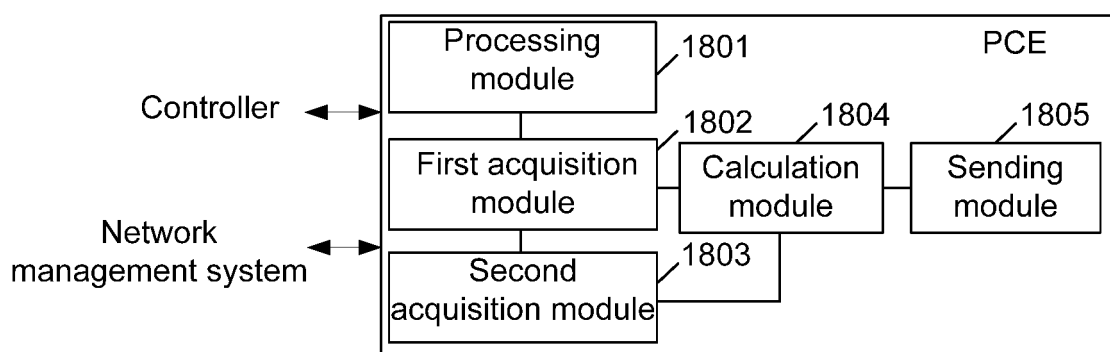 Processing
module
1801
PCE
Controller
First acquisition
module
1802
Calculation
module
1804
Sending
module
1805
Network
management system
Second
acquisition module
1803